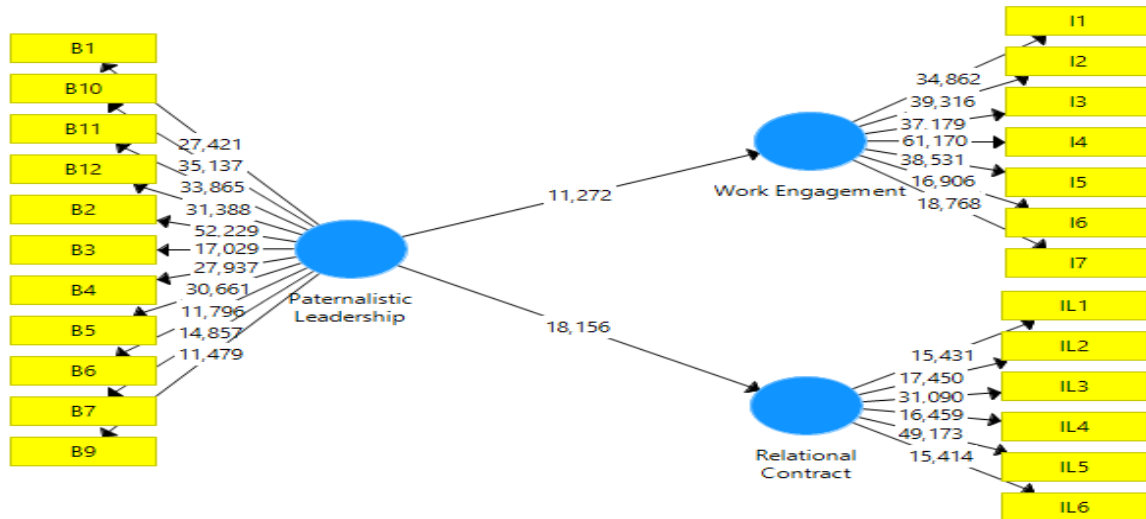 B1
B10
B11
B12
B2
B3
B4
B5
B6
B7
B9
27,421
35,137
33,865
31,388
52,229
17,029
27,937
30,661
11,796
14,857
11,479
Paternalistic
Leadership
11,272
18,156
Work Engagement
34,862
39,316
37,179
61,170
38,531
16,906
18,768
I1
I2
I3
I4
I5
I6
I7
Relational
Contract
15,431
17,450
31,090
16,459
49,173
15,414
IL1
IL2
IL3
IL4
IL5
IL6